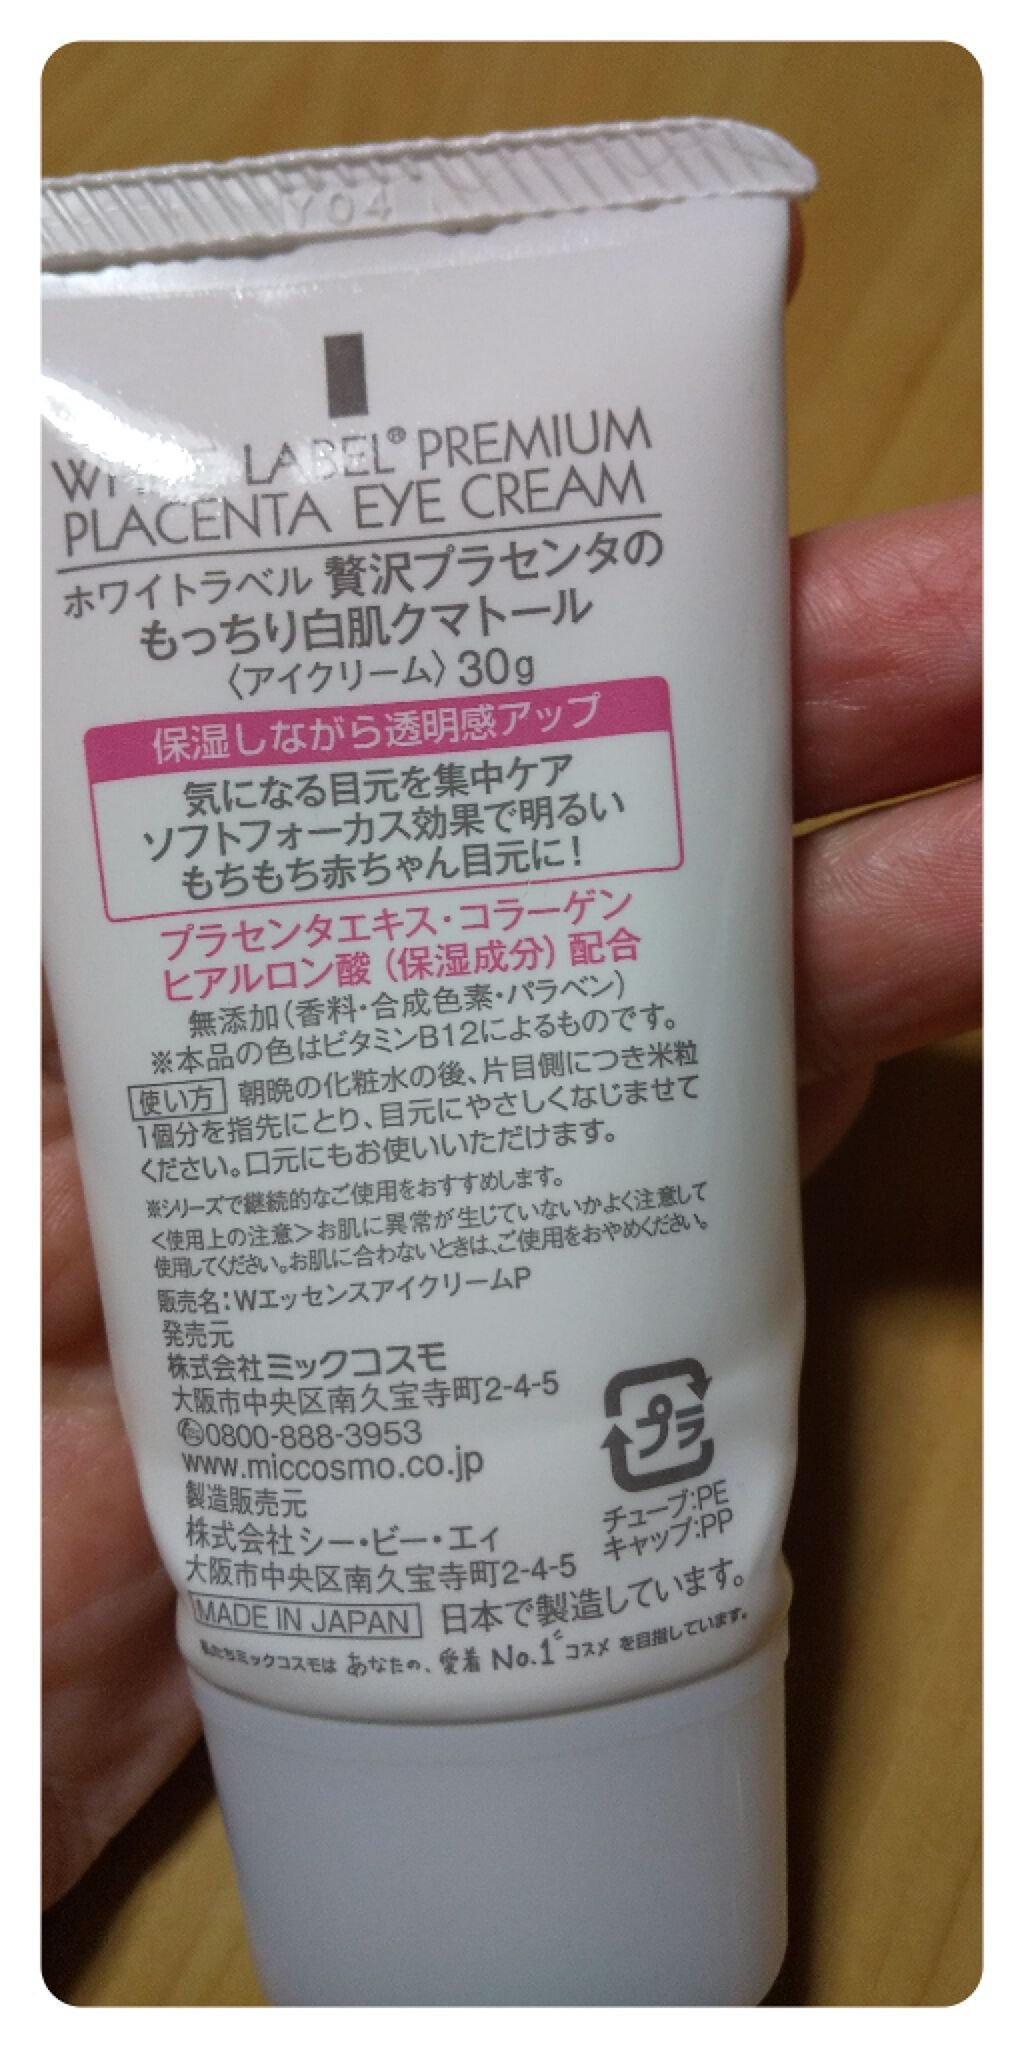 Y04
WHITE LABEL® PREMIUM
PLACENTA EYE CREAM
ホワイトラベル 贅沢プラセンタの
もっちり白肌クマトール
〈アイクリーム〉30g
保湿しながら透明感アップ
気になる目元を集中ケア
ソフトフォーカス効果で明るい
もちもち赤ちゃん目元に！
プラセンタエキス・コラーゲン
ヒアルロン酸（保湿成分）配合
無添加（香料・合成色素・パラベン）
※本品の色はビタミンB12によるものです。
使い方 朝晩の化粧水の後、片目側につき米粒
1個分を指先にとり、目元にやさしくなじませて
ください。口元にもお使いいただけます。
※シリーズで継続的なご使用をおすすめします。
＜使用上の注意＞お肌に異常が生じていないかよく注意して
使用してください。お肌に合わないときは、ご使用をおやめください。
販売名：WエッセンスアイクリームP
発売元
株式会社ミックコスモ
大阪市中央区南久宝寺町2-4-5
0800-888-3953
www.miccosmo.co.jp
プラ
チューブ：PE
キャップ：PP
製造販売元
株式会社シー・ビー・エィ
大阪市中央区南久宝寺町2-4-5
MADE IN JAPAN 日本で製造しています。
私たちミックコスモは あなたの、愛着 No.1 コスメ を目指しています。